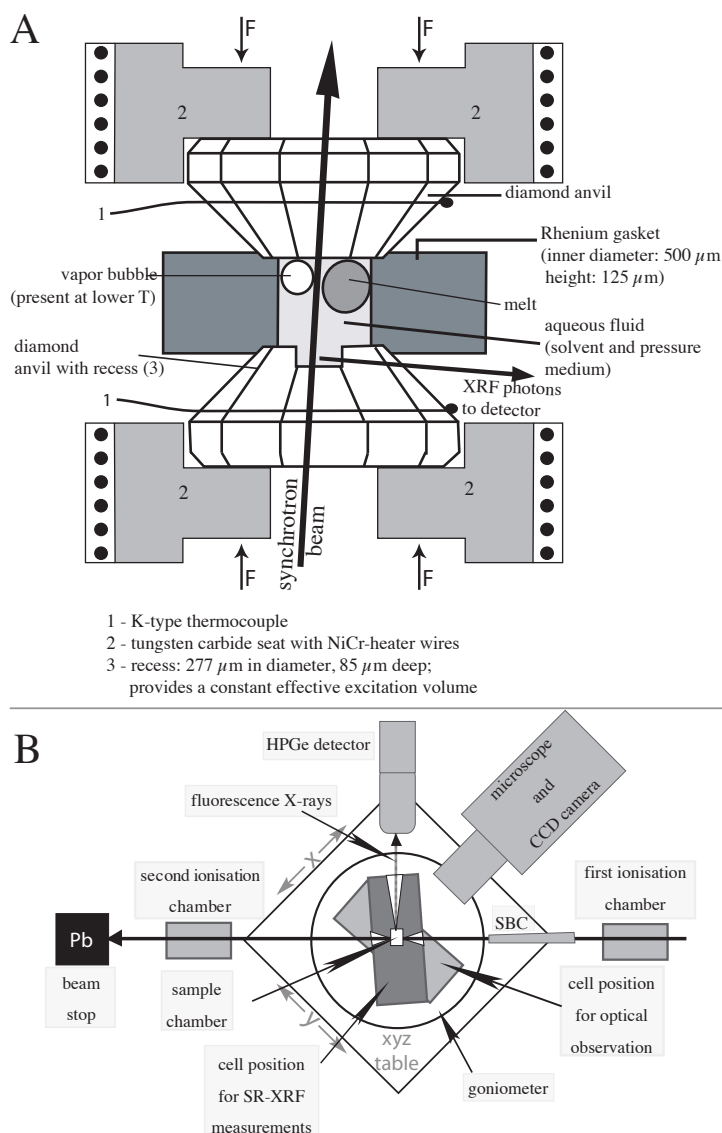 A
F
F
2
2
diamond anvil
1
Rhenium gasket
(inner diameter: 500 µm
height: 125 µm)
vapor bubble
(present at lower T)
melt
aqueous fluid
(solvent and pressure
medium)
diamond
anvil with recess (3)
XRF photons
to detector
1
2
2
synchrotron
beam
F
F
1 - K-type thermocouple
2 - tungsten carbide seat with NiCr-heater wires
3 - recess: 277 µm in diameter, 85 µm deep;
provides a constant effective excitation volume
B
HPGe detector
microscope
and
CCD camera
fluorescence X-rays
x
second ionisation
chamber
first ionisation
chamber
SBC
Pb
beam
stop
sample
chamber
y
xyz
table
cell position
for optical
observation
cell position
for SR-XRF
measurements
goniometer